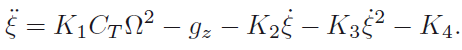 ξ̈ = K₁C_TΩ² − g_z − K₂ξ̇ − K₃ξ̇² − K₄.